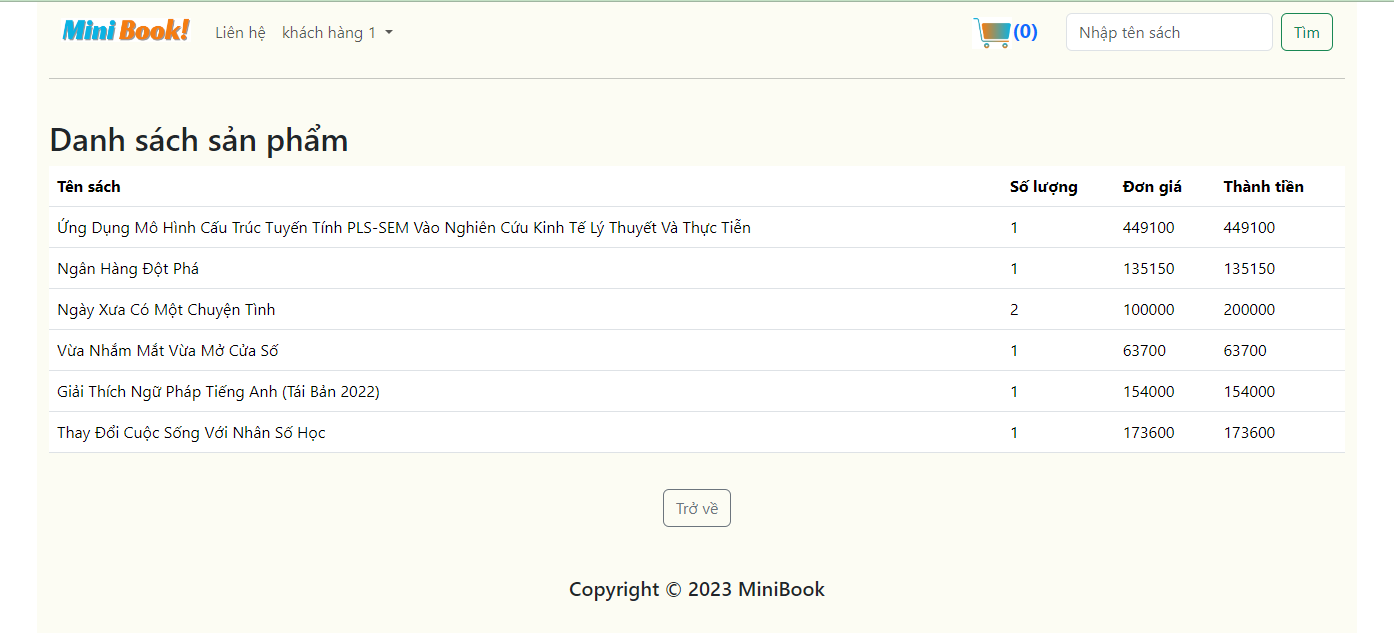 Mini Book! Liên hệ khách hàng 1 (0) Nhập tên sách Tìm
Danh sách sản phẩm
Tên sách Số lượng Đơn giá Thành tiền
Ứng Dụng Mô Hình Cấu Trúc Tuyến Tính PLS-SEM Vào Nghiên Cứu Kinh Tế Lý Thuyết Và Thực Tiễn 1 449100 449100
Ngân Hàng Đột Phá 1 135150 135150
Ngày Xưa Có Một Chuyện Tình 2 100000 200000
Vừa Nhắm Mắt Vừa Mở Cửa Sổ 1 63700 63700
Giải Thích Ngữ Pháp Tiếng Anh (Tái Bản 2022) 1 154000 154000
Thay Đổi Cuộc Sống Với Nhân Số Học 1 173600 173600
Trở về
Copyright © 2023 MiniBook